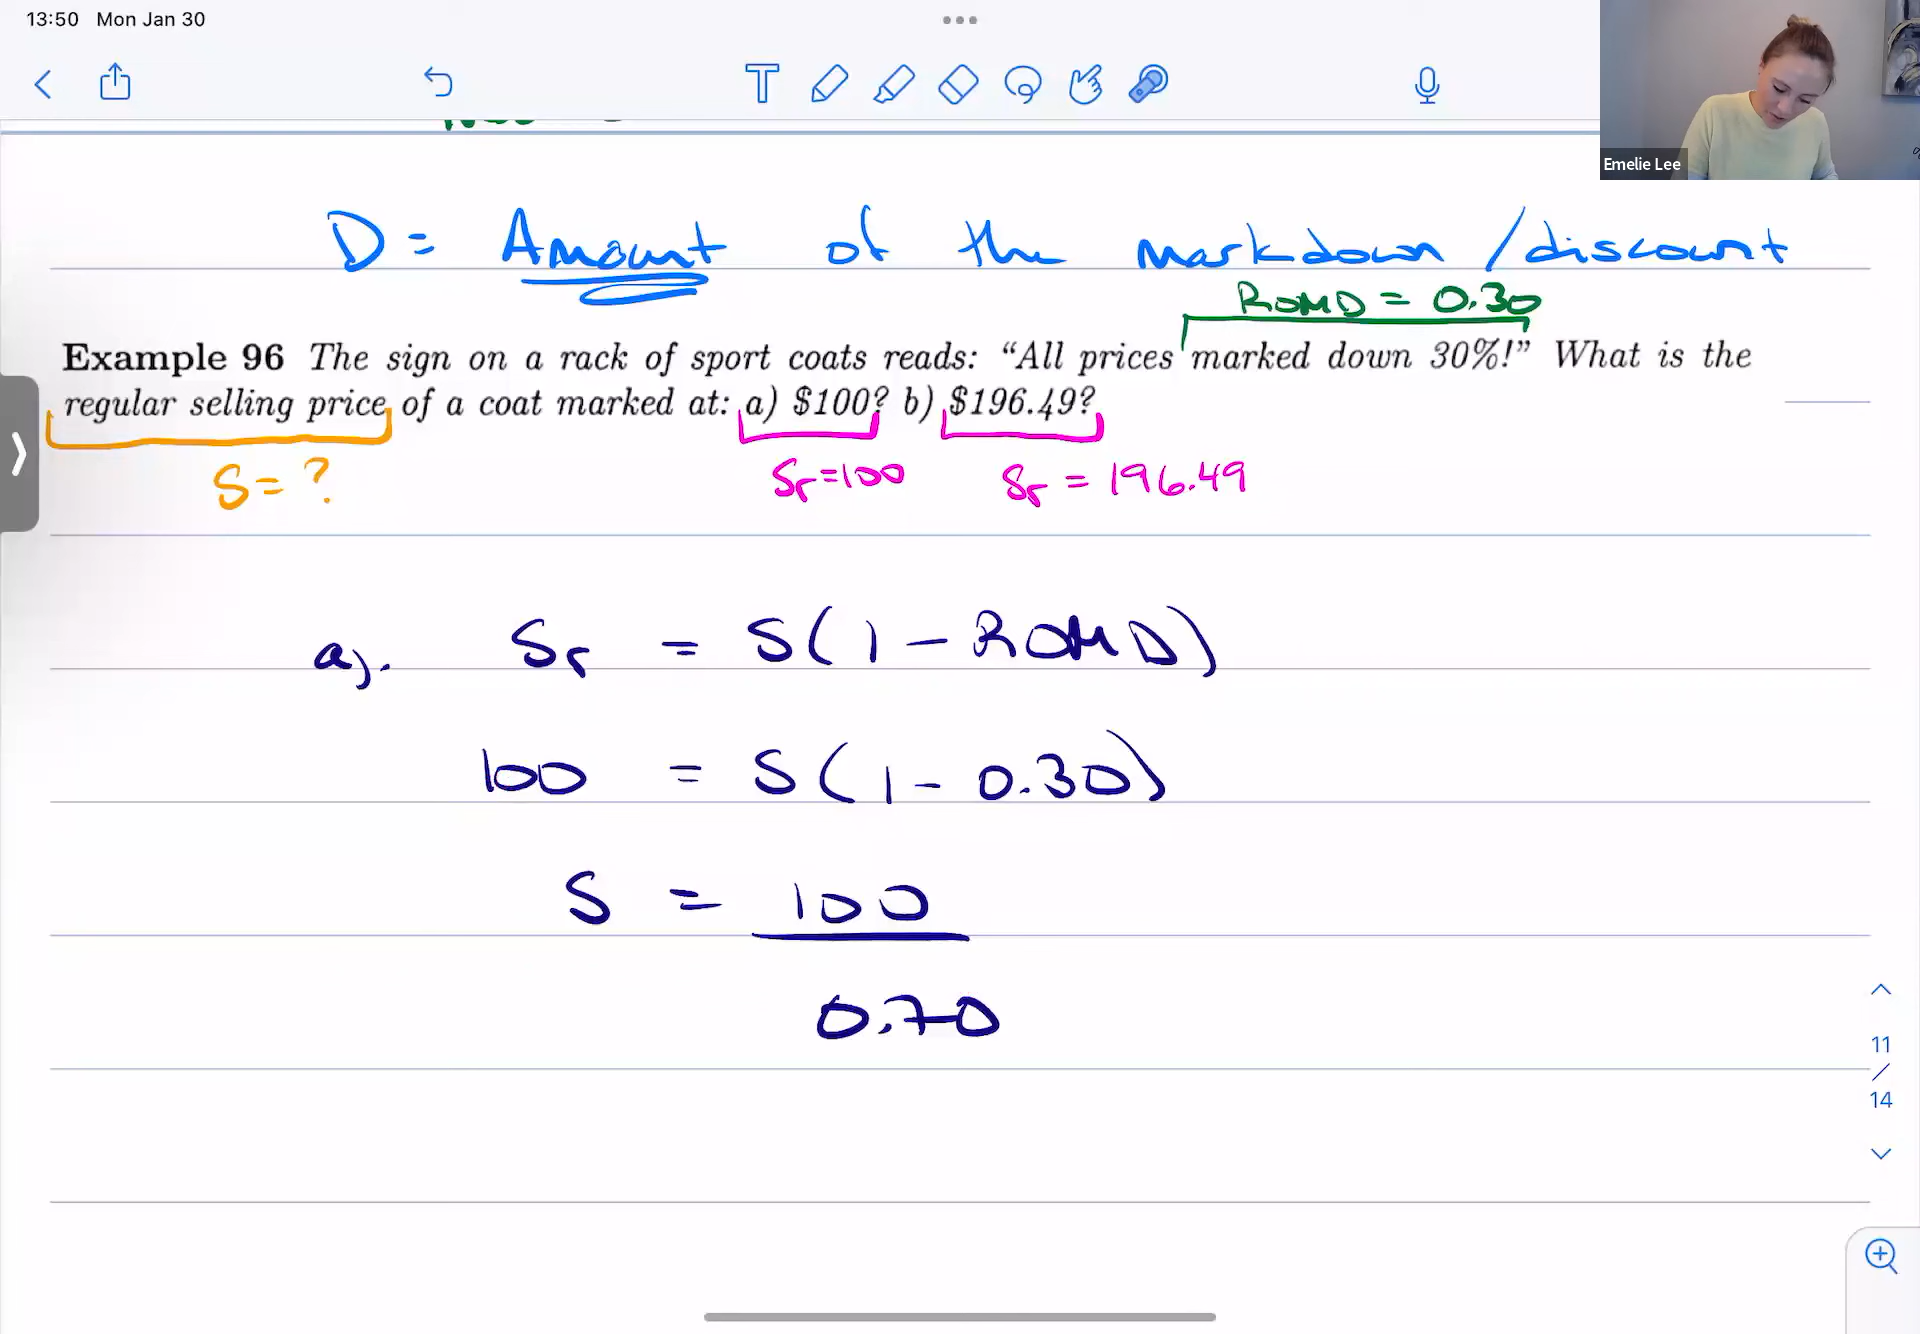 13:50 Mon Jan 30
T
Emelie Lee
D = Amount of the markdown / discount
ROMD = 0.30
Example 96 The sign on a rack of sport coats reads: “All prices marked down 30%!” What is the
regular selling price of a coat marked at: a) $100? b) $196.49?
S = ?
Sr = 100
Sr = 196.49
a). Sr = S(1 - ROMD)
100 = S(1 - 0.30)
S = 100
0.70
11
/
14